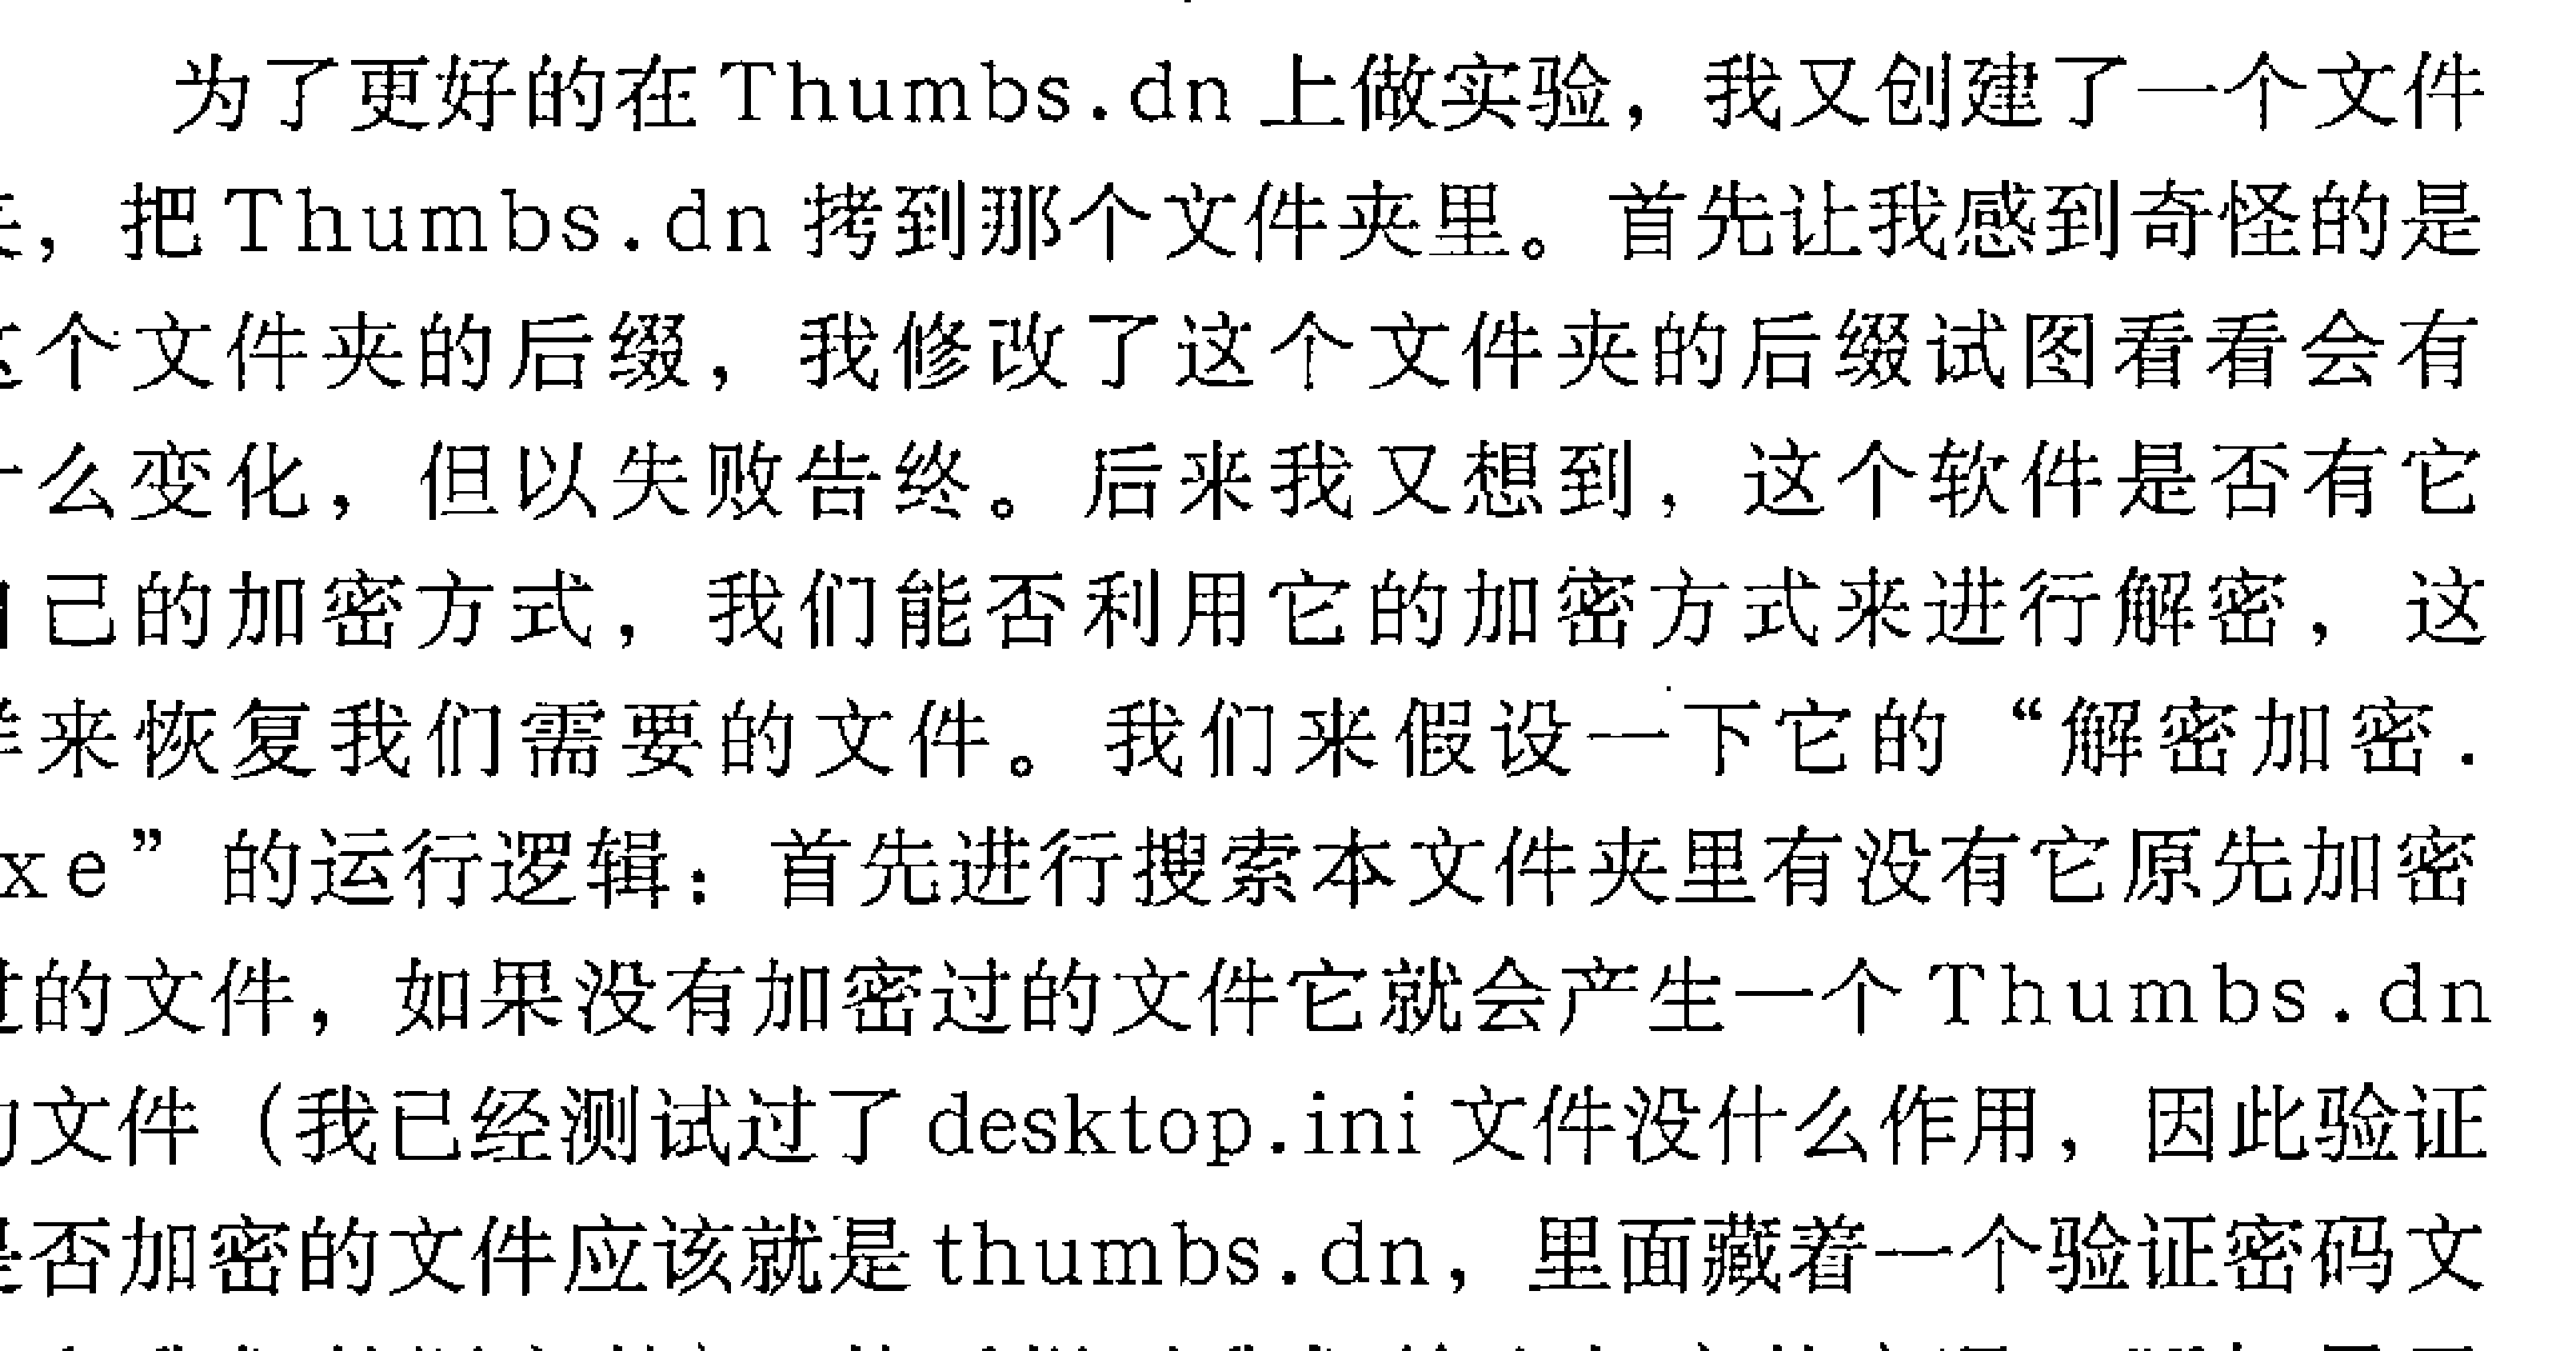 为了更好的在Thumbs.dn上做实验，我又创建了一个文件
，把Thumbs.dn拷到那个文件夹里。首先让我感到奇怪的是
个文件夹的后缀，我修改了这个文件夹的后缀试图看看会有
么变化，但以失败告终。后来我又想到，这个软件是否有它
己的加密方式，我们能否利用它的加密方式来进行解密，这
来恢复我们需要的文件。我们来假设一下它的“解密加密.
xe”的运行逻辑：首先进行搜索本文件夹里有没有它原先加密
的文件，如果没有加密过的文件它就会产生一个Thumbs.dn
文件（我已经测试过了desktop.ini文件没什么作用，因此验证
否加密的文件应该就是thumbs.dn，里面藏着一个验证密码文